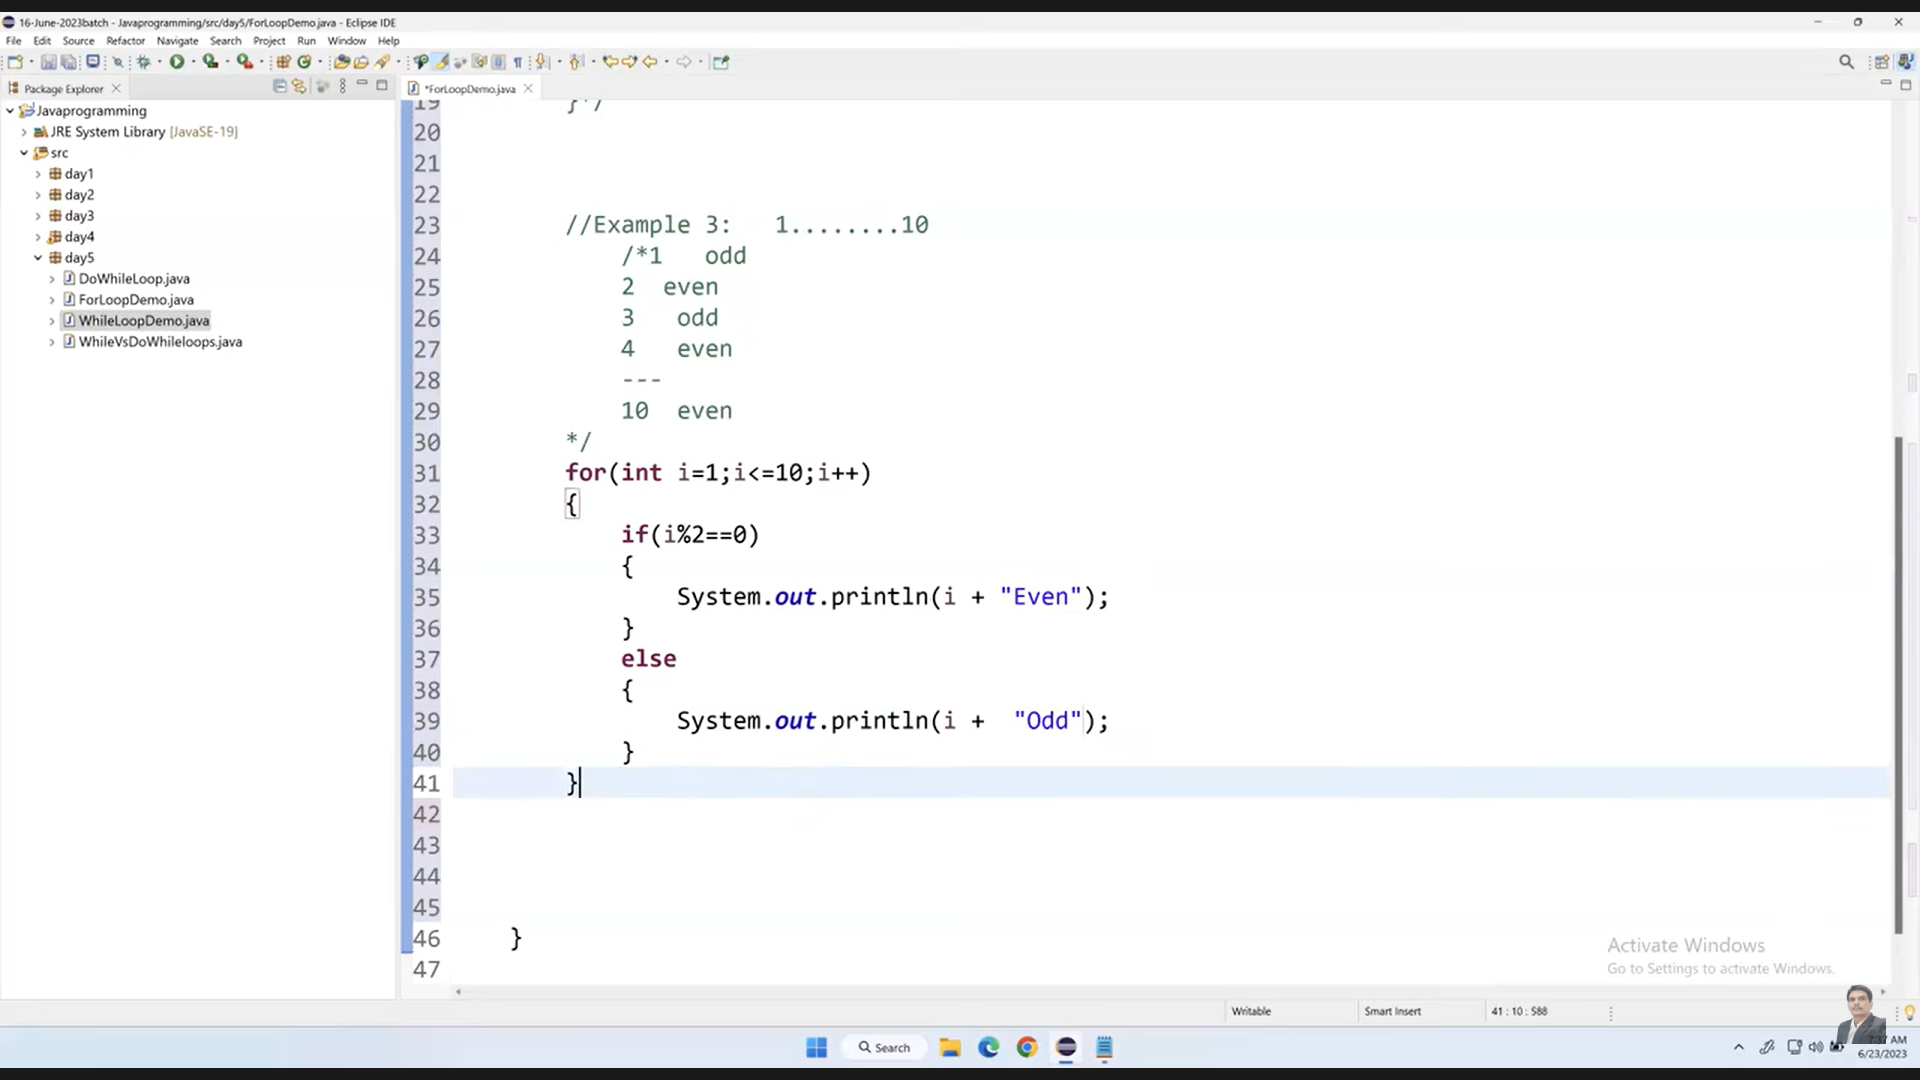 16-June-2023batch - Javaprogramming/src/day5/ForLoopDemo.java - Eclipse IDE
File Edit Source Refactor Navigate Search Project Run Window Help
Package Explorer
*ForLoopDemo.java
Javaprogramming
JRE System Library [JavaSE-19]
src
day1
day2
day3
day4
day5
DoWhileLoop.java
ForLoopDemo.java
WhileLoopDemo.java
WhileVsDoWhileloops.java
19 }*/
20
21
22
23 //Example 3: 1........10
24 /*1 odd
25 2 even
26 3 odd
27 4 even
28 ---
29 10 even
30 */
31 for(int i=1;i<=10;i++)
32 {
33 if(i%2==0)
34 {
35 System.out.println(i + "Even");
36 }
37 else
38 {
39 System.out.println(i + "Odd");
40 }
41 }
42
43
44
45
46 }
47
Activate Windows
Go to Settings to activate Windows.
Writable Smart Insert 41 : 10 : 588
Search
AM
6/23/2023